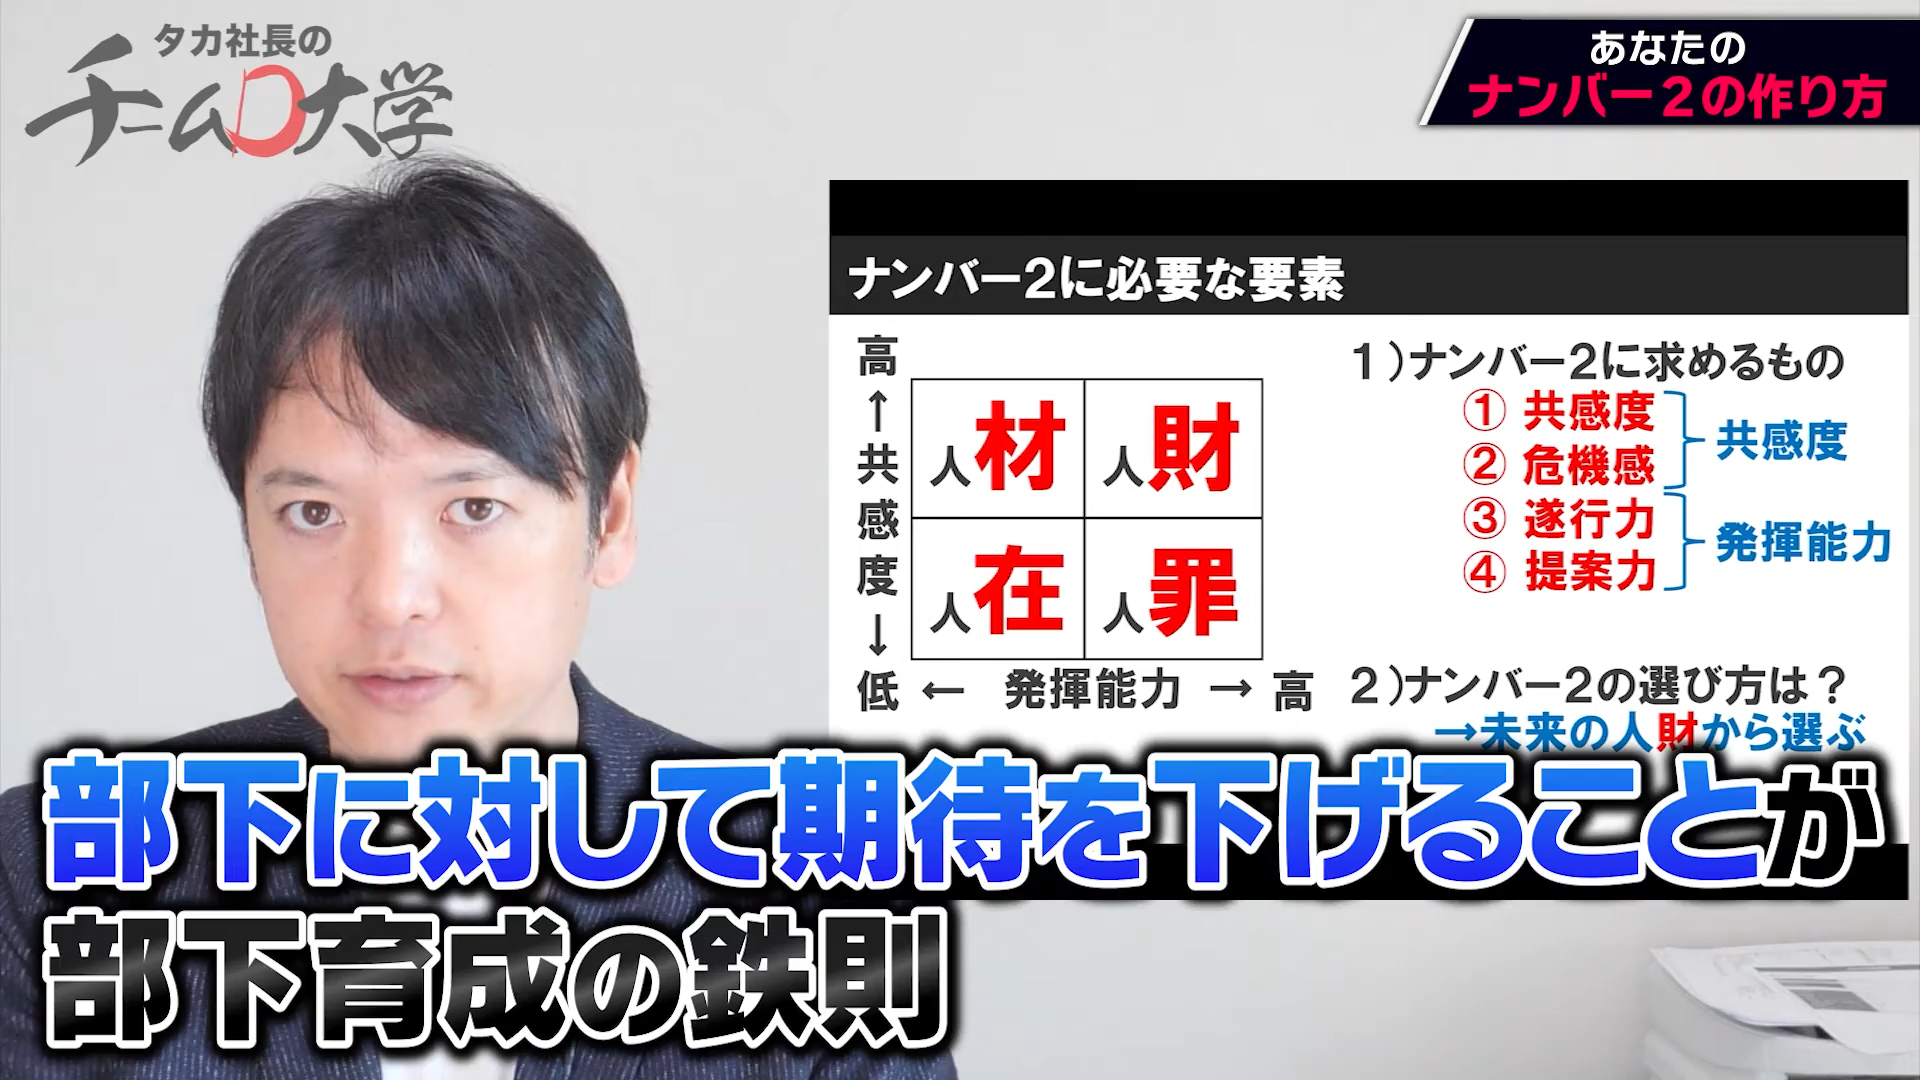 タカ社長の
チームD大学
あなたの
ナンバー2の作り方
ナンバー2に必要な要素
高
↑
共
感
度
↓
低 ← 発揮能力 → 高
人材 人財
人在 人罪
1)ナンバー2に求めるもの
① 共感度
② 危機感
共感度
③ 遂行力
④ 提案力
発揮能力
2)ナンバー2の選び方は？
→未来の人財から選ぶ
部下に対して期待を下げることが
部下育成の鉄則